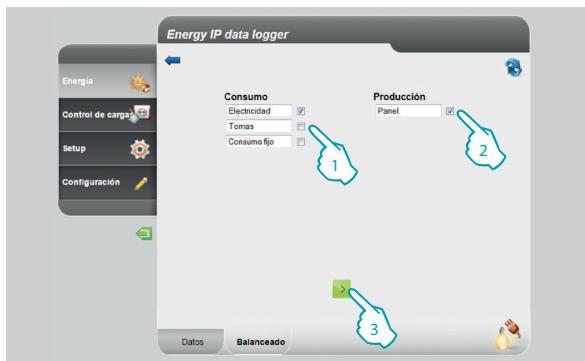 Energy IP data logger
Energía
Control de cargas
Setup
Configuración
Consumo
Electricidad
Tomas
Consumo fijo
Producción
Panel
1
2
3
Datos
Balanceado